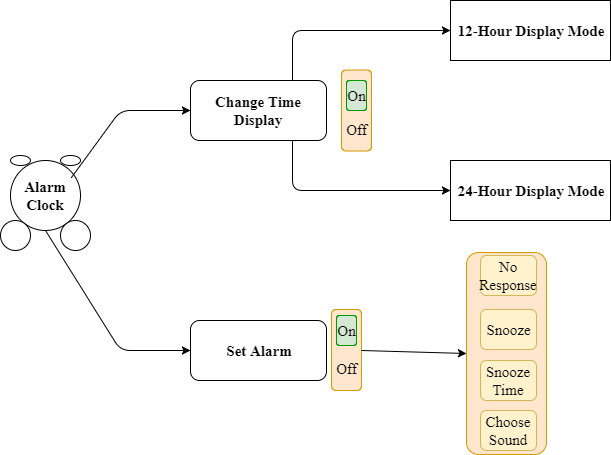 12-Hour Display Mode
Change Time
Display
On
Off
Alarm
Clock
24-Hour Display Mode
No
Response
Snooze
Set Alarm
On
Off
Snooze
Time
Choose
Sound